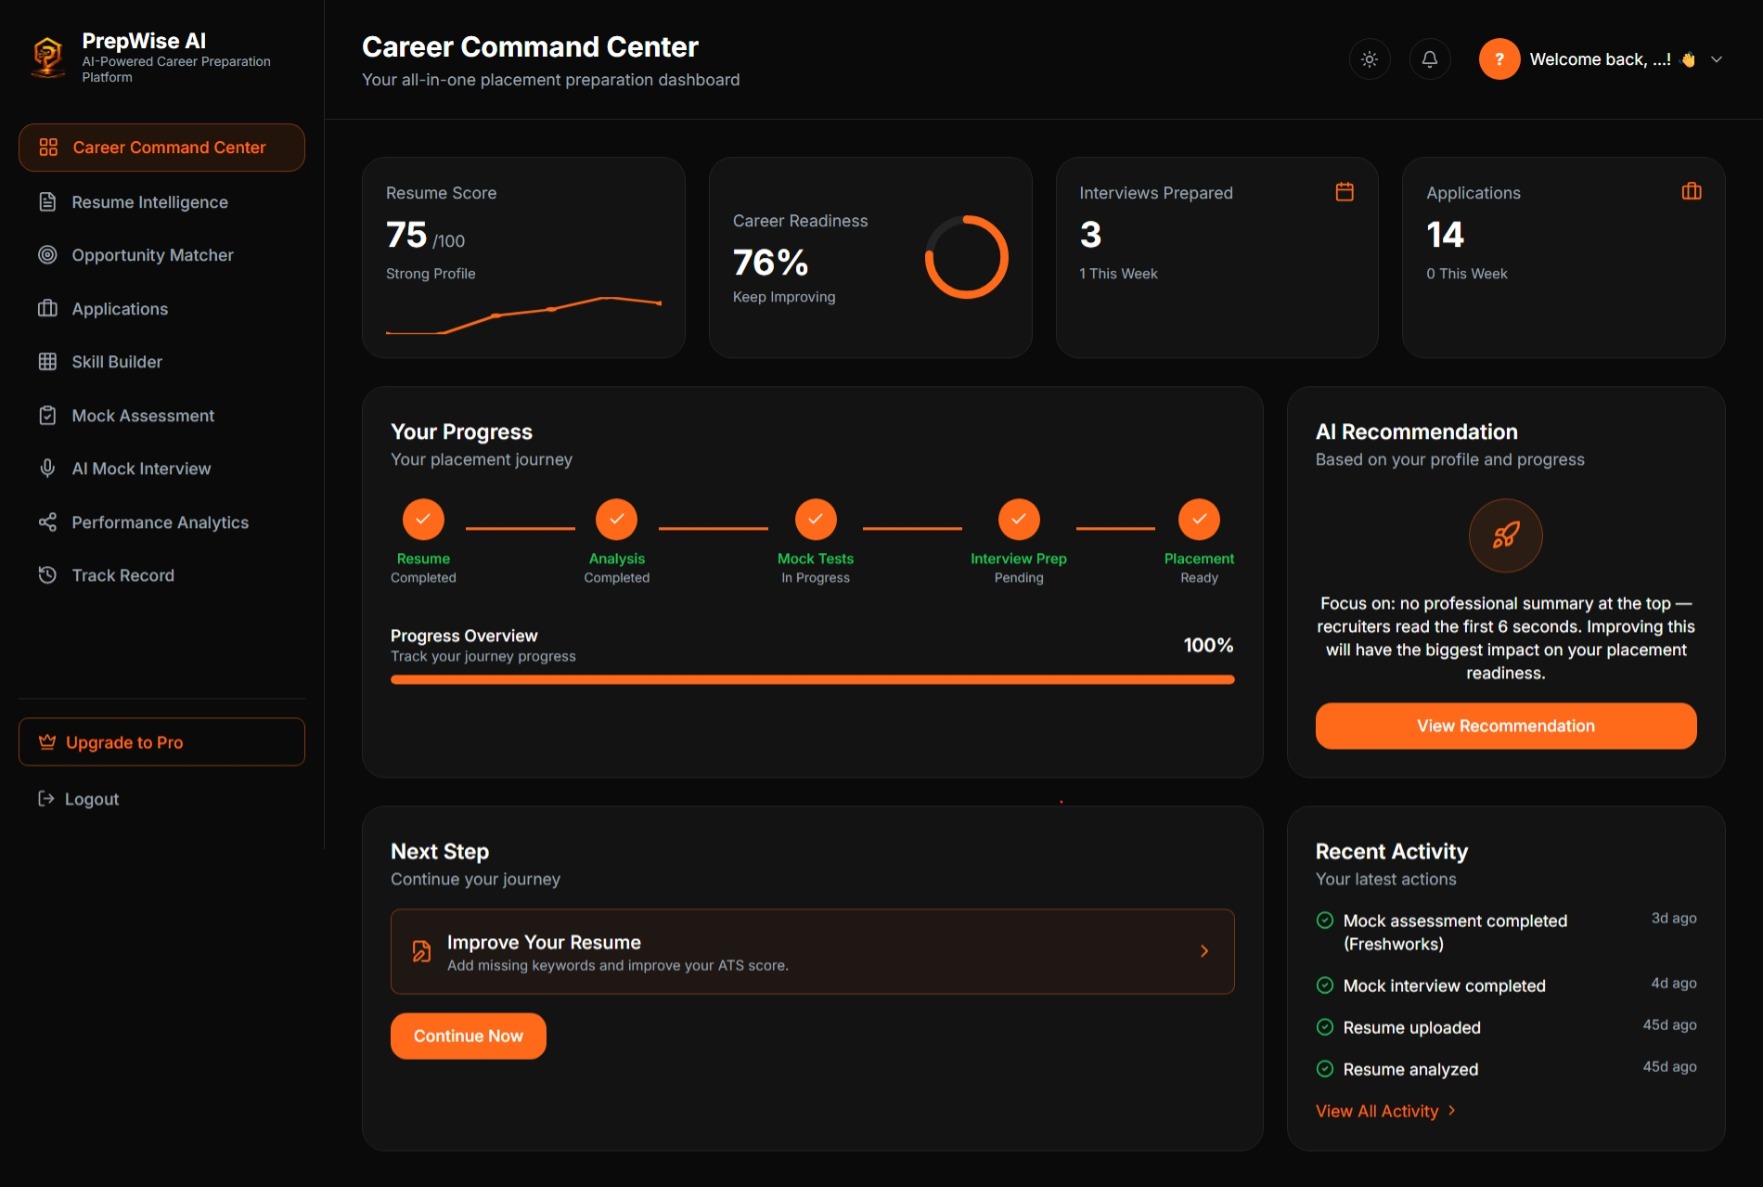 PrepWise AI
AI-Powered Career Preparation
Platform
Career Command Center
Resume Intelligence
Opportunity Matcher
Applications
Skill Builder
Mock Assessment
AI Mock Interview
Performance Analytics
Track Record
Upgrade to Pro
Logout
Career Command Center
Your all-in-one placement preparation dashboard
?
Welcome back, ...! 👋
Resume Score
75 /100
Strong Profile
Career Readiness
76%
Keep Improving
Interviews Prepared
3
1 This Week
Applications
14
0 This Week
Your Progress
Your placement journey
Resume
Completed
Analysis
Completed
Mock Tests
In Progress
Interview Prep
Pending
Placement
Ready
Progress Overview
Track your journey progress
100%
AI Recommendation
Based on your profile and progress
Focus on: no professional summary at the top —
recruiters read the first 6 seconds. Improving this
will have the biggest impact on your placement
readiness.
View Recommendation
Next Step
Continue your journey
Improve Your Resume
Add missing keywords and improve your ATS score.
Continue Now
Recent Activity
Your latest actions
Mock assessment completed
(Freshworks)
3d ago
Mock interview completed
4d ago
Resume uploaded
45d ago
Resume analyzed
45d ago
View All Activity